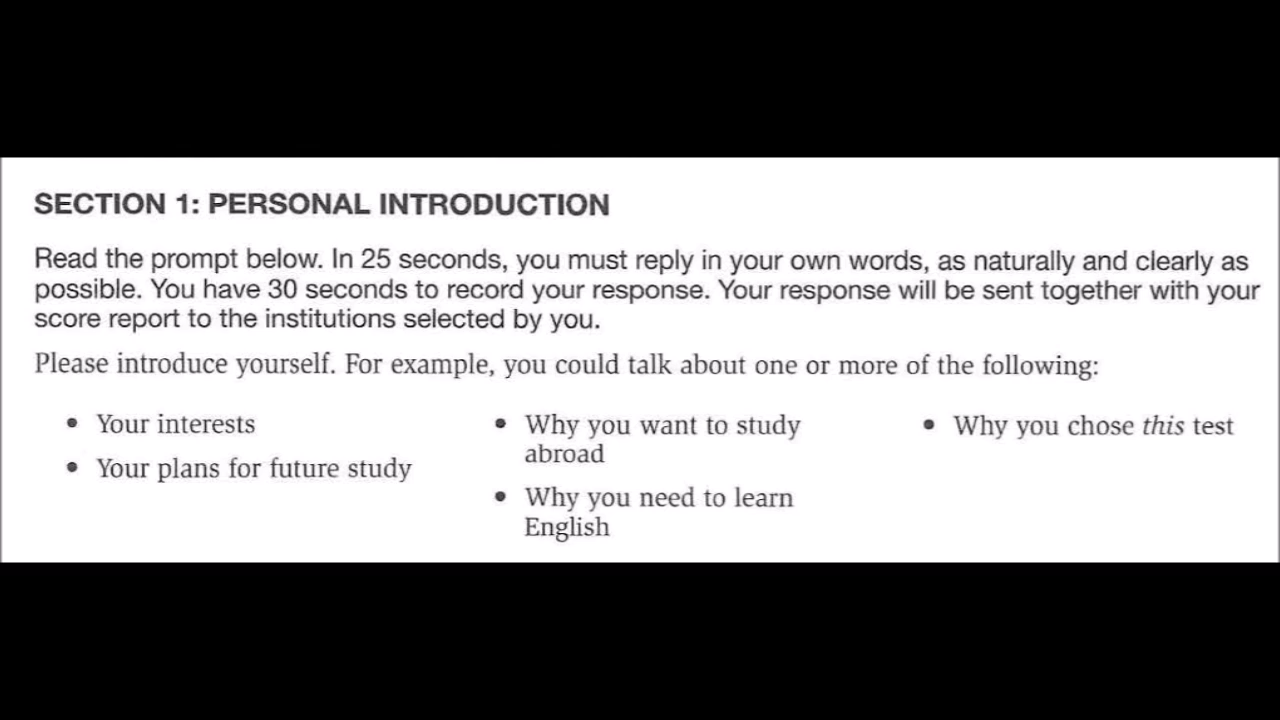 SECTION 1: PERSONAL INTRODUCTION
Read the prompt below. In 25 seconds, you must reply in your own words, as naturally and clearly as
possible. You have 30 seconds to record your response. Your response will be sent together with your
score report to the institutions selected by you.
Please introduce yourself. For example, you could talk about one or more of the following:
• Your interests
• Your plans for future study
• Why you want to study
abroad
• Why you need to learn
English
• Why you chose this test